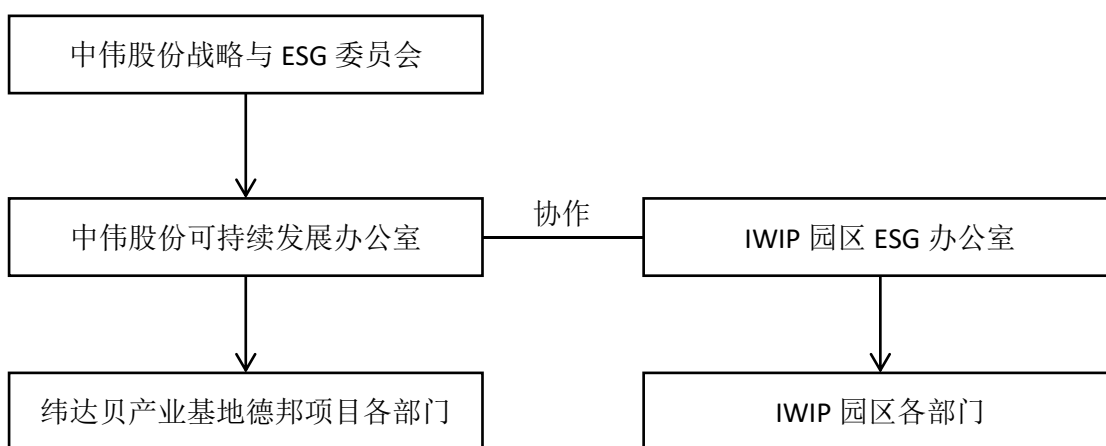 中伟股份战略与 ESG 委员会
中伟股份可持续发展办公室
协作
IWIP 园区 ESG 办公室
纬达贝产业基地德邦项目各部门
IWIP 园区各部门